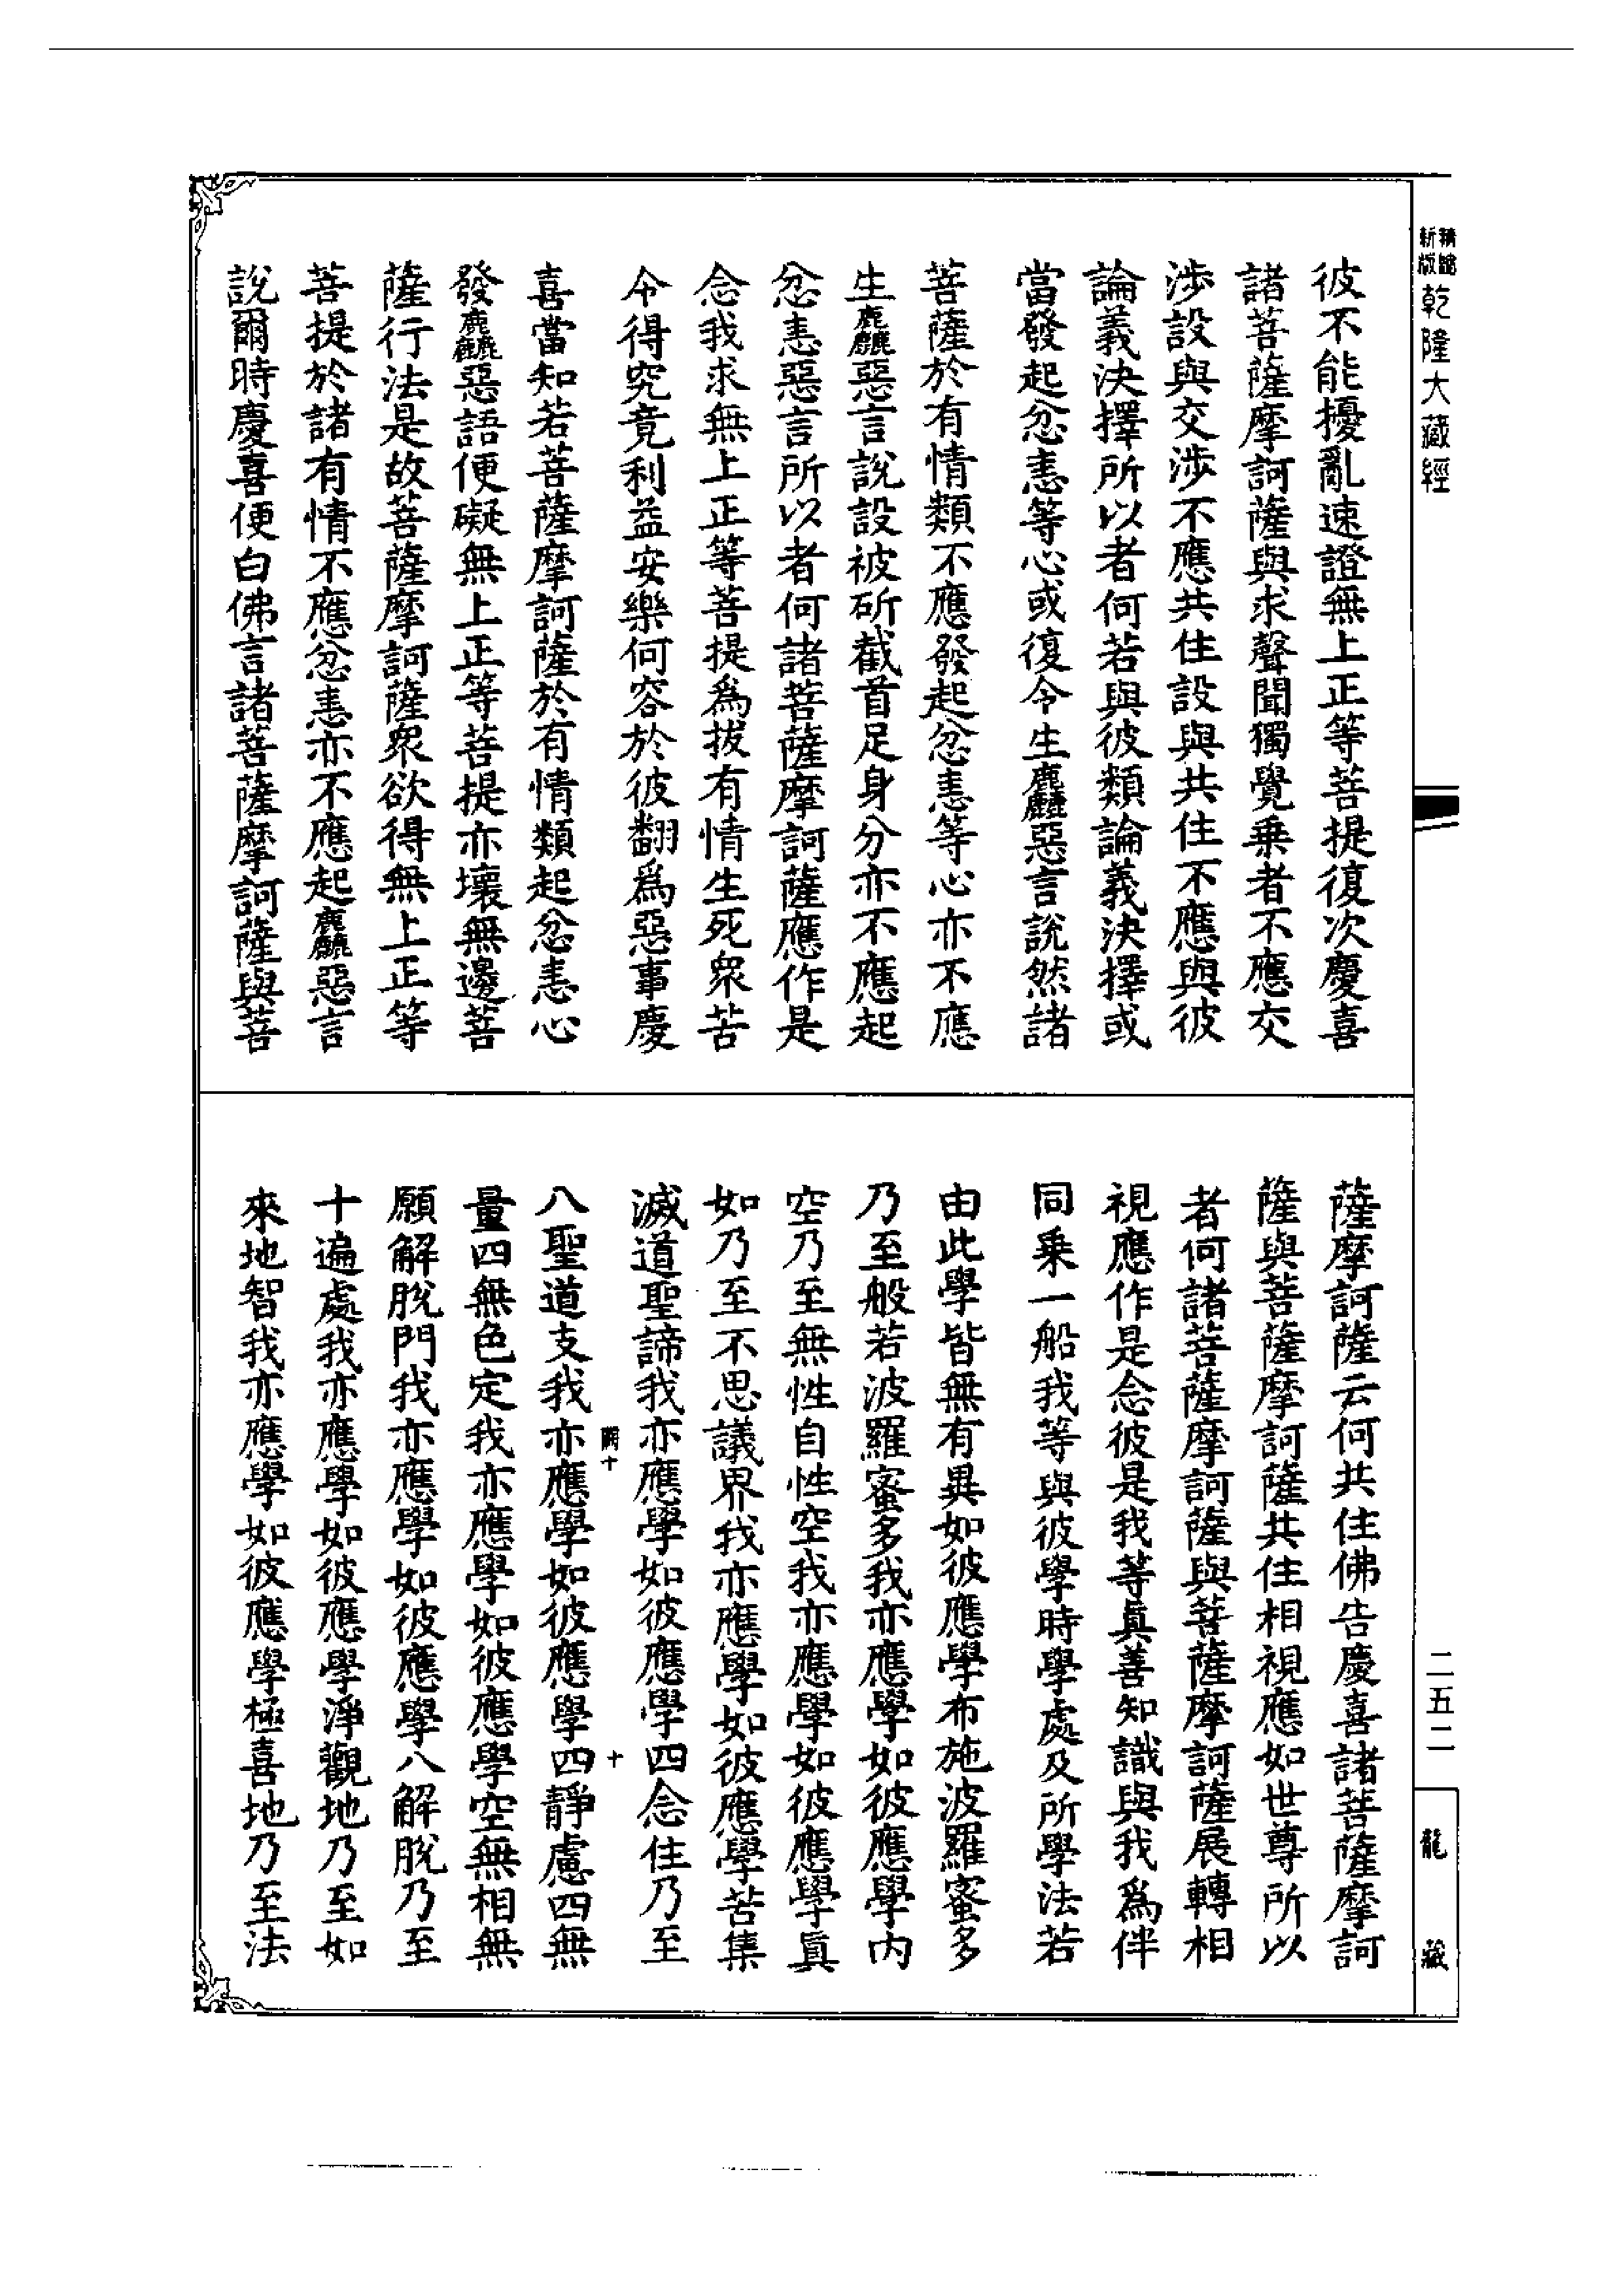 精縮
新版
乾隆大藏經
彼不能擾亂速證無上正等菩提復次慶喜
諸菩薩摩訶薩與求聲聞獨覺乗者不應交
涉設與交涉不應共住設與共住不應與彼
論義決擇所以者何若與彼類論義決擇或
當發起忿恚等心或復令生麤惡言說然諸
菩薩於有情類不應發起忿恚等心亦不應
生麤惡言說設被斫截首足身分亦不應起
忿恚惡言所以者何諸菩薩摩訶薩應作是
念我求無上正等菩提為拔有情生死衆苦
令得究竟利益安樂何容於彼翻爲惡事慶
喜當知若菩薩摩訶薩於有情類起忿恚心
發麤惡語便礙無上正等菩提亦壞無邊菩
薩行法是故菩薩摩訶薩衆欲得無上正等
菩提於諸有情不應忿恚亦不應起麤惡言
說爾時慶喜便白佛言諸菩薩摩訶薩與菩
薩摩訶薩云何共住佛告慶喜諸菩薩摩訶
薩與菩薩摩訶薩共住相視應如世尊所以
者何諸菩薩摩訶薩與菩薩摩訶薩展轉相
視應作是念彼是我等眞善知識與我爲伴
同乗一船我等與彼學時學處及所學法若
由此學皆無有異如彼應學布施波羅蜜多
乃至般若波羅蜜多我亦應學如彼應學內
空乃至無性自性空我亦應學如彼應學眞
如乃至不思議界我亦應學如彼應學苦集
滅道聖諦我亦應學如彼應學四念住乃至
八聖道支我亦應學如彼應學四靜慮四無
量四無色定我亦應學如彼應學空無相無
願解脫門我亦應學如彼應學八解脫乃至
十遍處我亦應學如彼應學淨觀地乃至如
來地智我亦應學如彼應學極喜地乃至法
十
十
二五二
龍藏